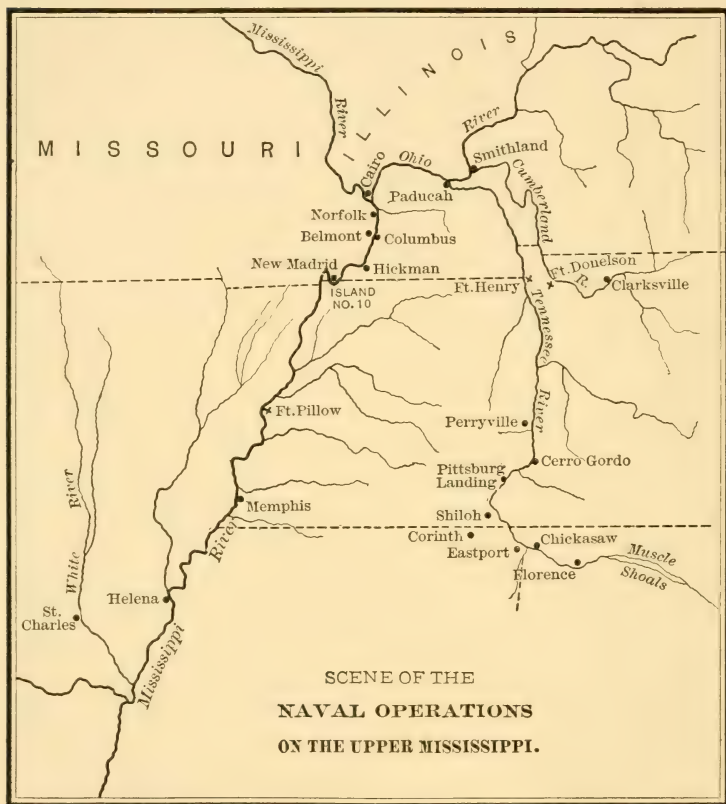 Mississippi
River
ILLINOIS
MISSOURI
Cairo
Ohio
River
Smithland
Cumberland
R.
Paducah
Norfolk
Belmont
Columbus
New Madrid
Hickman
ISLAND
NO. 10
Ft. Henry
Ft. Douelson
Clarksville
Tennessee
River
Ft. Pillow
Perryville
Cerro Gordo
Pittsburg
Landing
Memphis
Shiloh
Corinth
Eastport
Chickasaw
Florence
Muscle
Shoals
White
River
River
Helena
St.
Charles
Mississippi
SCENE OF THE
NAVAL OPERATIONS
ON THE UPPER MISSISSIPPI.